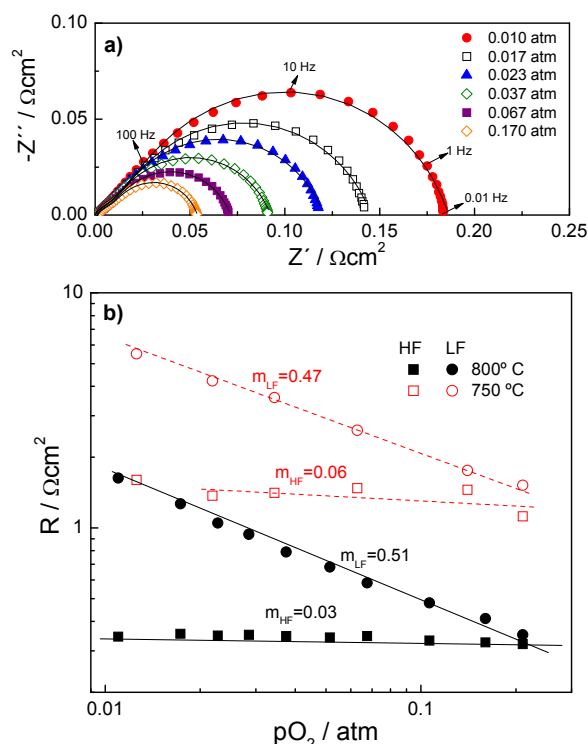 a)
-Z´´ / Ωcm²
0.10
0.05
0.00
10 Hz
100 Hz
1 Hz
0.01 Hz
0.010 atm
0.017 atm
0.023 atm
0.037 atm
0.067 atm
0.170 atm
0.00 0.05 0.10 0.15 0.20 0.25
Z´ / Ωcm²
b)
R / Ωcm²
10
1
HF LF
800º C
750 ºC
m_LF=0.47
m_HF=0.06
m_LF=0.51
m_HF=0.03
0.01 0.1
pO₂ / atm